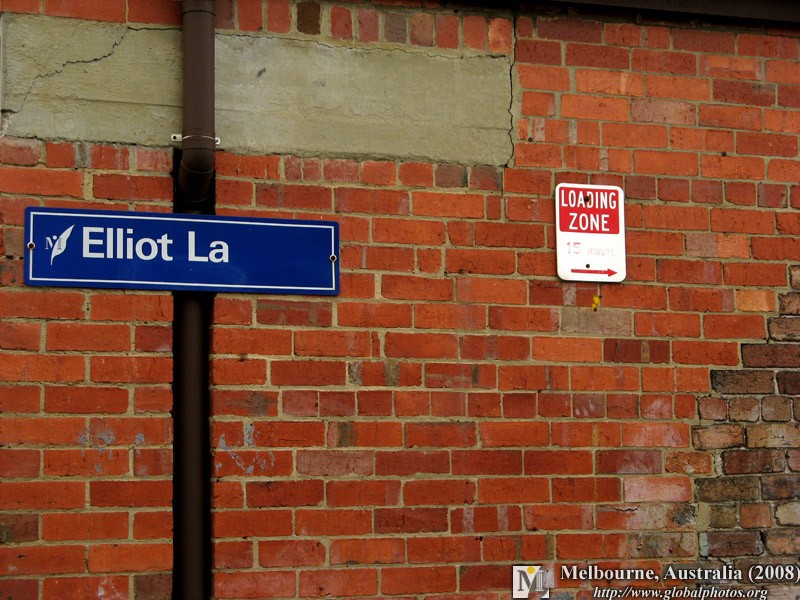 M Elliot La
LOADING
ZONE
15 MINUTE
M
Melbourne, Australia (2008)
http://www.globalphotos.org